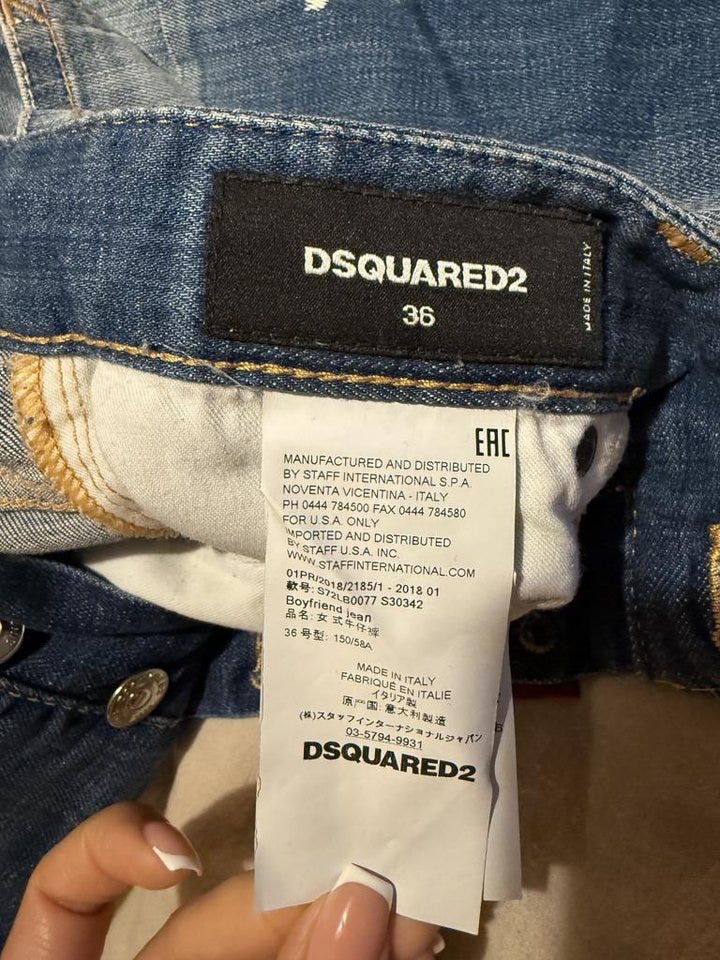 DSQUARED2
36
MADE IN ITALY
EAC
MANUFACTURED AND DISTRIBUTED
BY STAFF INTERNATIONAL S.P.A.
NOVENTA VICENTINA - ITALY
PH 0444 784500 FAX 0444 784580
FOR U.S.A. ONLY
IMPORTED AND DISTRIBUTED
BY STAFF U.S.A. INC.
WWW.STAFFINTERNATIONAL.COM
01PR/2018/2185/1 - 2018 01
款号: S72LB0077 S30342
Boyfriend jean
品名: 女式牛仔裤
36 号型: 150/58A
MADE IN ITALY
FABRIQUÉ EN ITALIE
イタリア製
原产国: 意大利製造
(株)スタッフインターナショナルジャパン
03-5794-9931
DSQUARED2